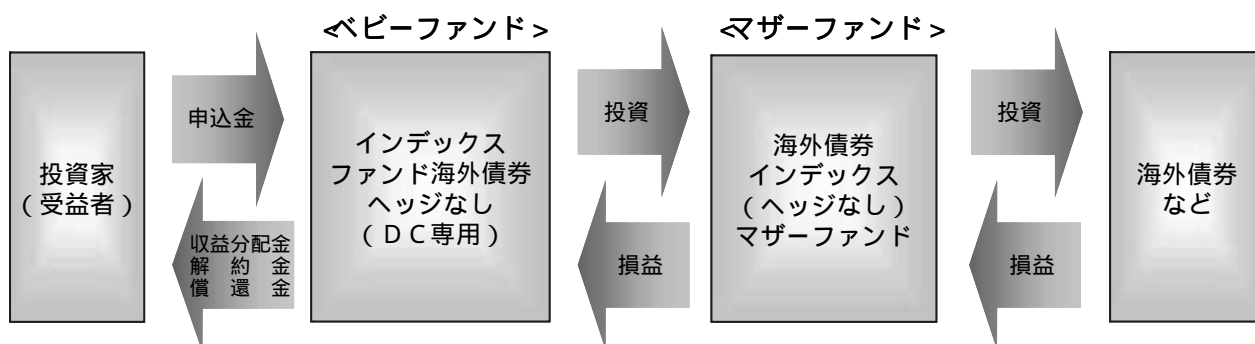 <ベビーファンド>
<マザーファンド>
投資家
(受益者)
申込金
収益分配金
解約金
償還金
インデックス
ファンド海外債券
ヘッジなし
(DC専用)
投資
損益
海外債券
インデックス
(ヘッジなし)
マザーファンド
投資
損益
海外債券
など